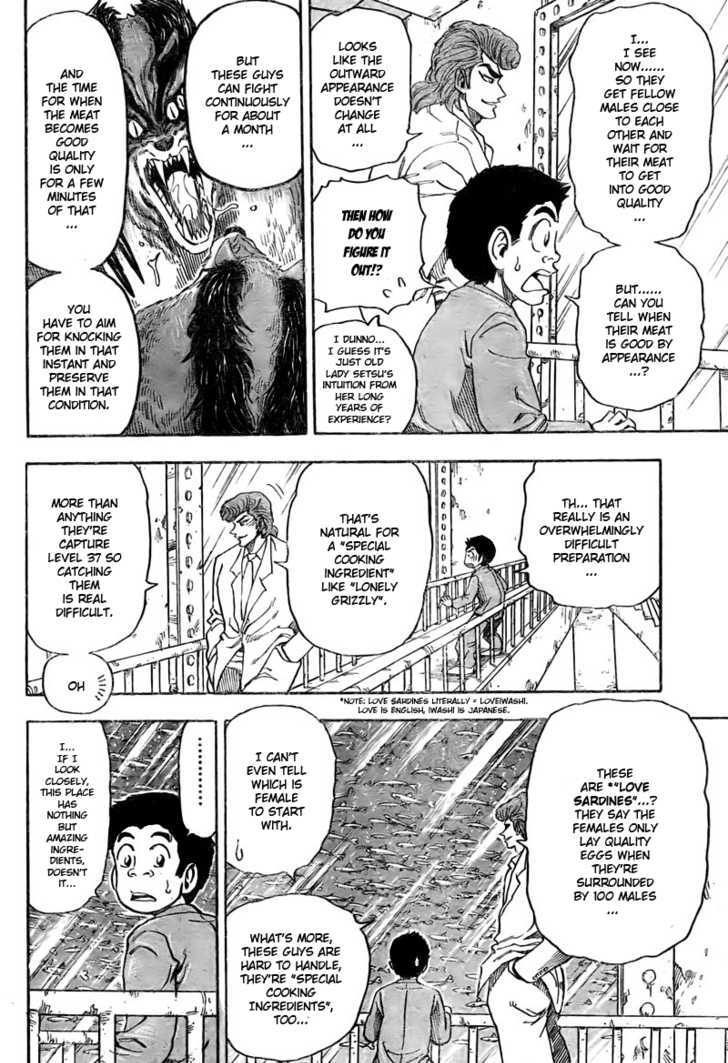 I...
I SEE
NOW......
SO THEY
GET FELLOW
MALES CLOSE
TO EACH
OTHER AND
WAIT FOR
THEIR MEAT
TO GET
INTO GOOD
QUALITY
...
BUT......
CAN YOU
TELL WHEN
THEIR MEAT
IS GOOD BY
APPEARANCE
...?
LOOKS
LIKE THE
OUTWARD
APPEARANCE
DOESN'T
CHANGE
AT ALL
...
THEN HOW
DO YOU
FIGURE IT
OUT!?
I DUNNO...
I GUESS IT'S
JUST OLD
LADY SETSU'S
INTUITION FROM
HER LONG
YEARS OF
EXPERIENCE?
BUT
THESE GUYS
CAN FIGHT
CONTINUOUSLY
FOR ABOUT
A MONTH
...
AND
THE TIME
FOR WHEN
THE MEAT
BECOMES
GOOD
QUALITY
IS ONLY
FOR A FEW
MINUTES
OF THAT
...
YOU
HAVE TO AIM
FOR KNOCKING
THEM IN THAT
INSTANT AND
PRESERVE
THEM IN THAT
CONDITION.
TH... THAT
REALLY IS AN
OVERWHELMINGLY
DIFFICULT
PREPARATION
...
THAT'S
NATURAL FOR
A "SPECIAL
COOKING
INGREDIENT"
LIKE "LONELY
GRIZZLY".
MORE THAN
ANYTHING
THEY'RE
CAPTURE
LEVEL 37 SO
CATCHING
THEM
IS REAL
DIFFICULT.
OH
*NOTE: LOVE SARDINES LITERALLY = LOVEIWASHI.
LOVE IS ENGLISH, IWASHI IS JAPANESE.
THESE
ARE *"LOVE
SARDINES"...?
THEY SAY THE
FEMALES ONLY
LAY QUALITY
EGGS WHEN
THEY'RE
SURROUNDED
BY 100 MALES
...
I CAN'T
EVEN TELL
WHICH IS
FEMALE
TO START
WITH.
WHAT'S MORE,
THESE GUYS ARE
HARD TO HANDLE,
THEY'RE "SPECIAL
COOKING
INGREDIENTS",
TOO...
.........
I...
IF I
LOOK
CLOSELY,
THIS PLACE
HAS
NOTHING
BUT
AMAZING
INGRE-
DIENTS,
DOESN'T
IT...